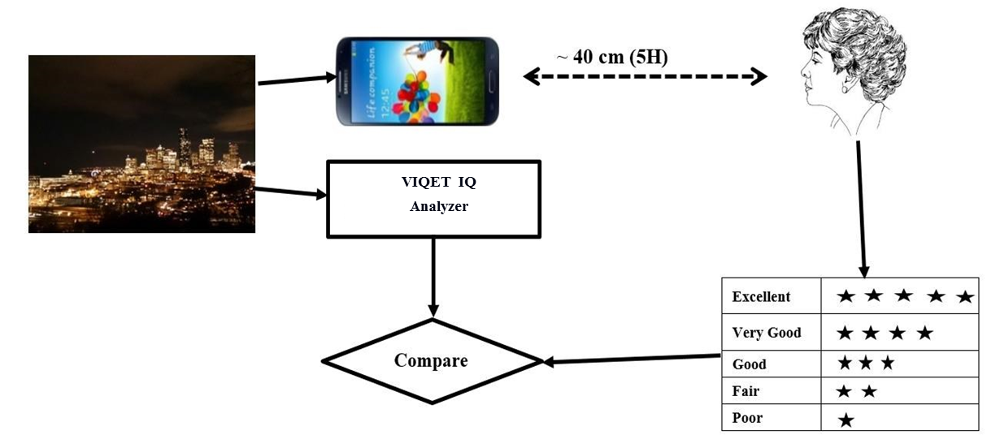 ~ 40 cm (5H)
SAMSUNG
Life companion
12:45
VIQET IQ
Analyzer
Compare
Excellent ★ ★ ★ ★ ★
Very Good ★ ★ ★ ★
Good ★ ★ ★
Fair ★ ★
Poor ★